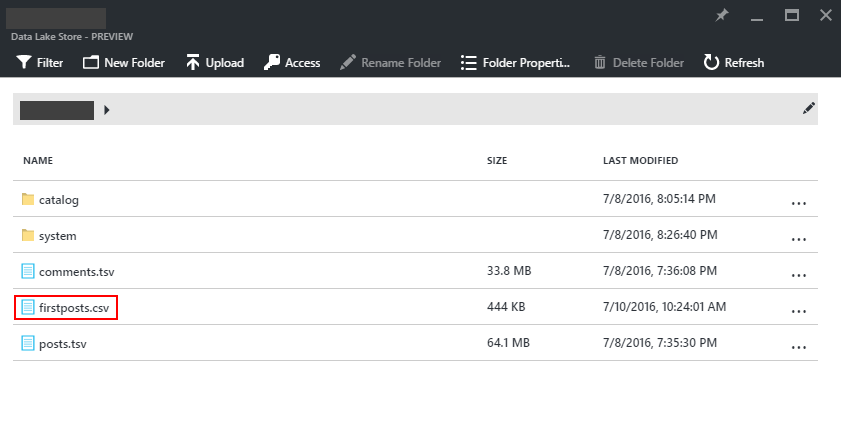 Data Lake Store - PREVIEW
Filter New Folder Upload Access Rename Folder Folder Properti... Delete Folder Refresh
NAME SIZE LAST MODIFIED
catalog 7/8/2016, 8:05:14 PM ...
system 7/8/2016, 8:26:40 PM ...
comments.tsv 33.8 MB 7/8/2016, 7:36:08 PM ...
firstposts.csv 444 KB 7/10/2016, 10:24:01 AM ...
posts.tsv 64.1 MB 7/8/2016, 7:35:30 PM ...